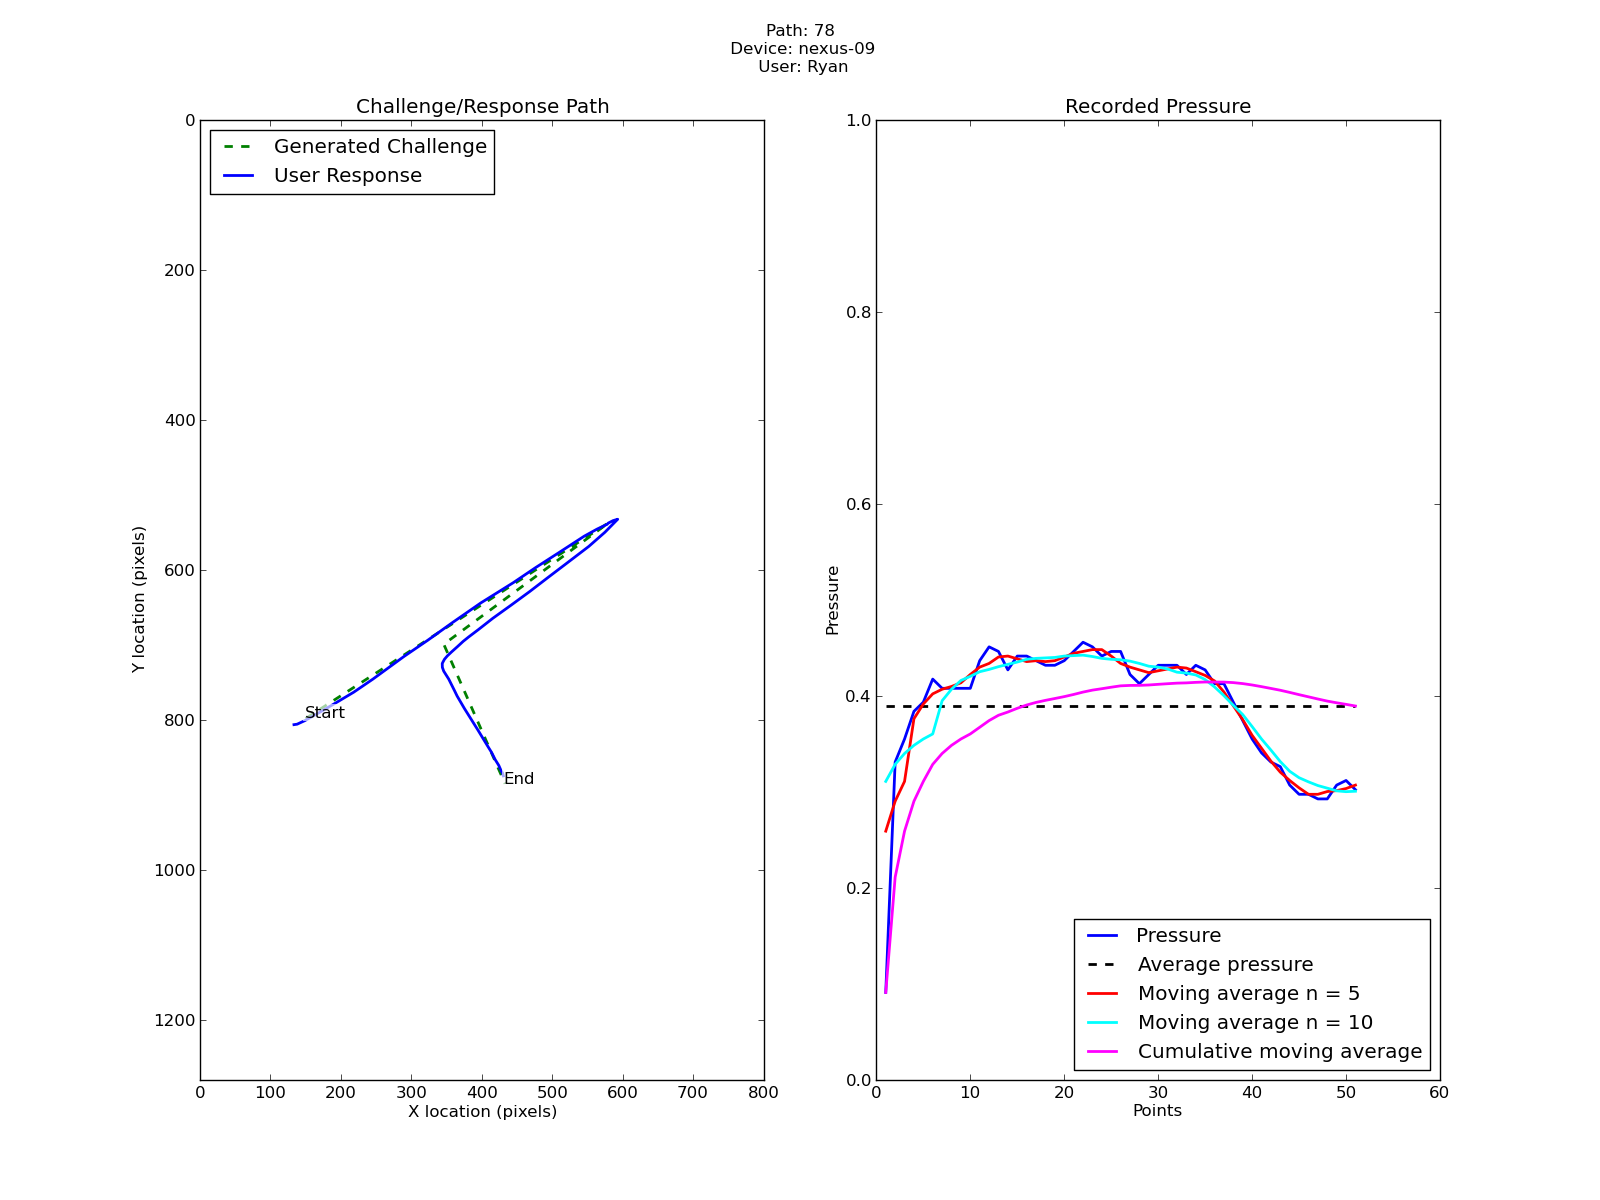 Path: 78
Device: nexus-09
User: Ryan
Challenge/Response Path
Generated Challenge
User Response
0
200
400
600
800
1000
1200
Y location (pixels)
Start
End
0 100 200 300 400 500 600 700 800
X location (pixels)
Recorded Pressure
1.0
0.8
0.6
0.4
0.2
0.0
Pressure
Pressure
Average pressure
Moving average n = 5
Moving average n = 10
Cumulative moving average
0 10 20 30 40 50 60
Points